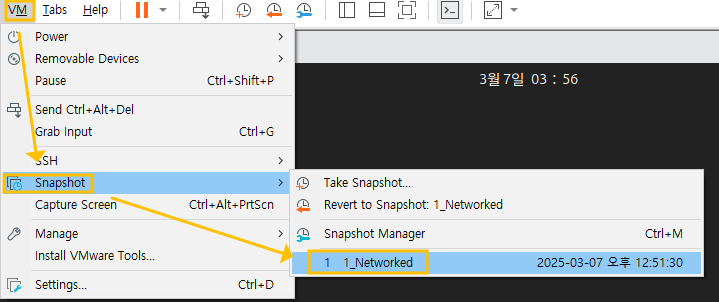 VM Tabs Help
Power
Removable Devices
Pause Ctrl+Shift+P
Send Ctrl+Alt+Del
Grab Input Ctrl+G
SSH
Snapshot
Capture Screen Ctrl+Alt+PrtScn
Manage
Install VMware Tools...
Settings... Ctrl+D
3월 7일 03 : 56
Take Snapshot...
Revert to Snapshot: 1_Networked
Snapshot Manager Ctrl+M
1 1_Networked 2025-03-07 오후 12:51:30